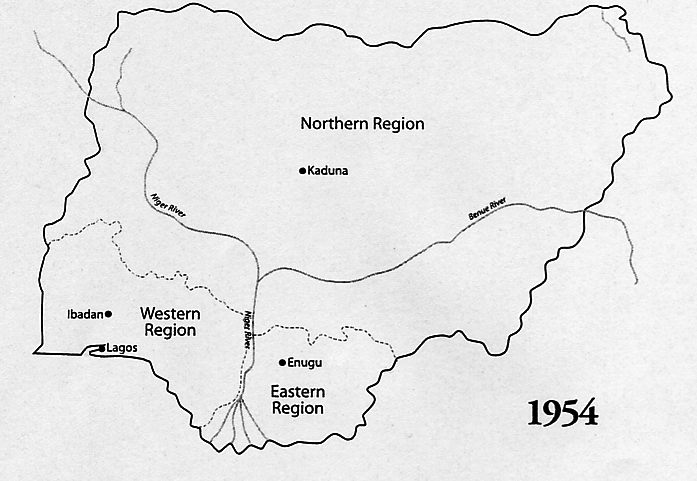 Northern Region
Kaduna
Niger River
Benue River
Ibadan
Western
Region
Niger River
Lagos
Enugu
Eastern
Region
1954